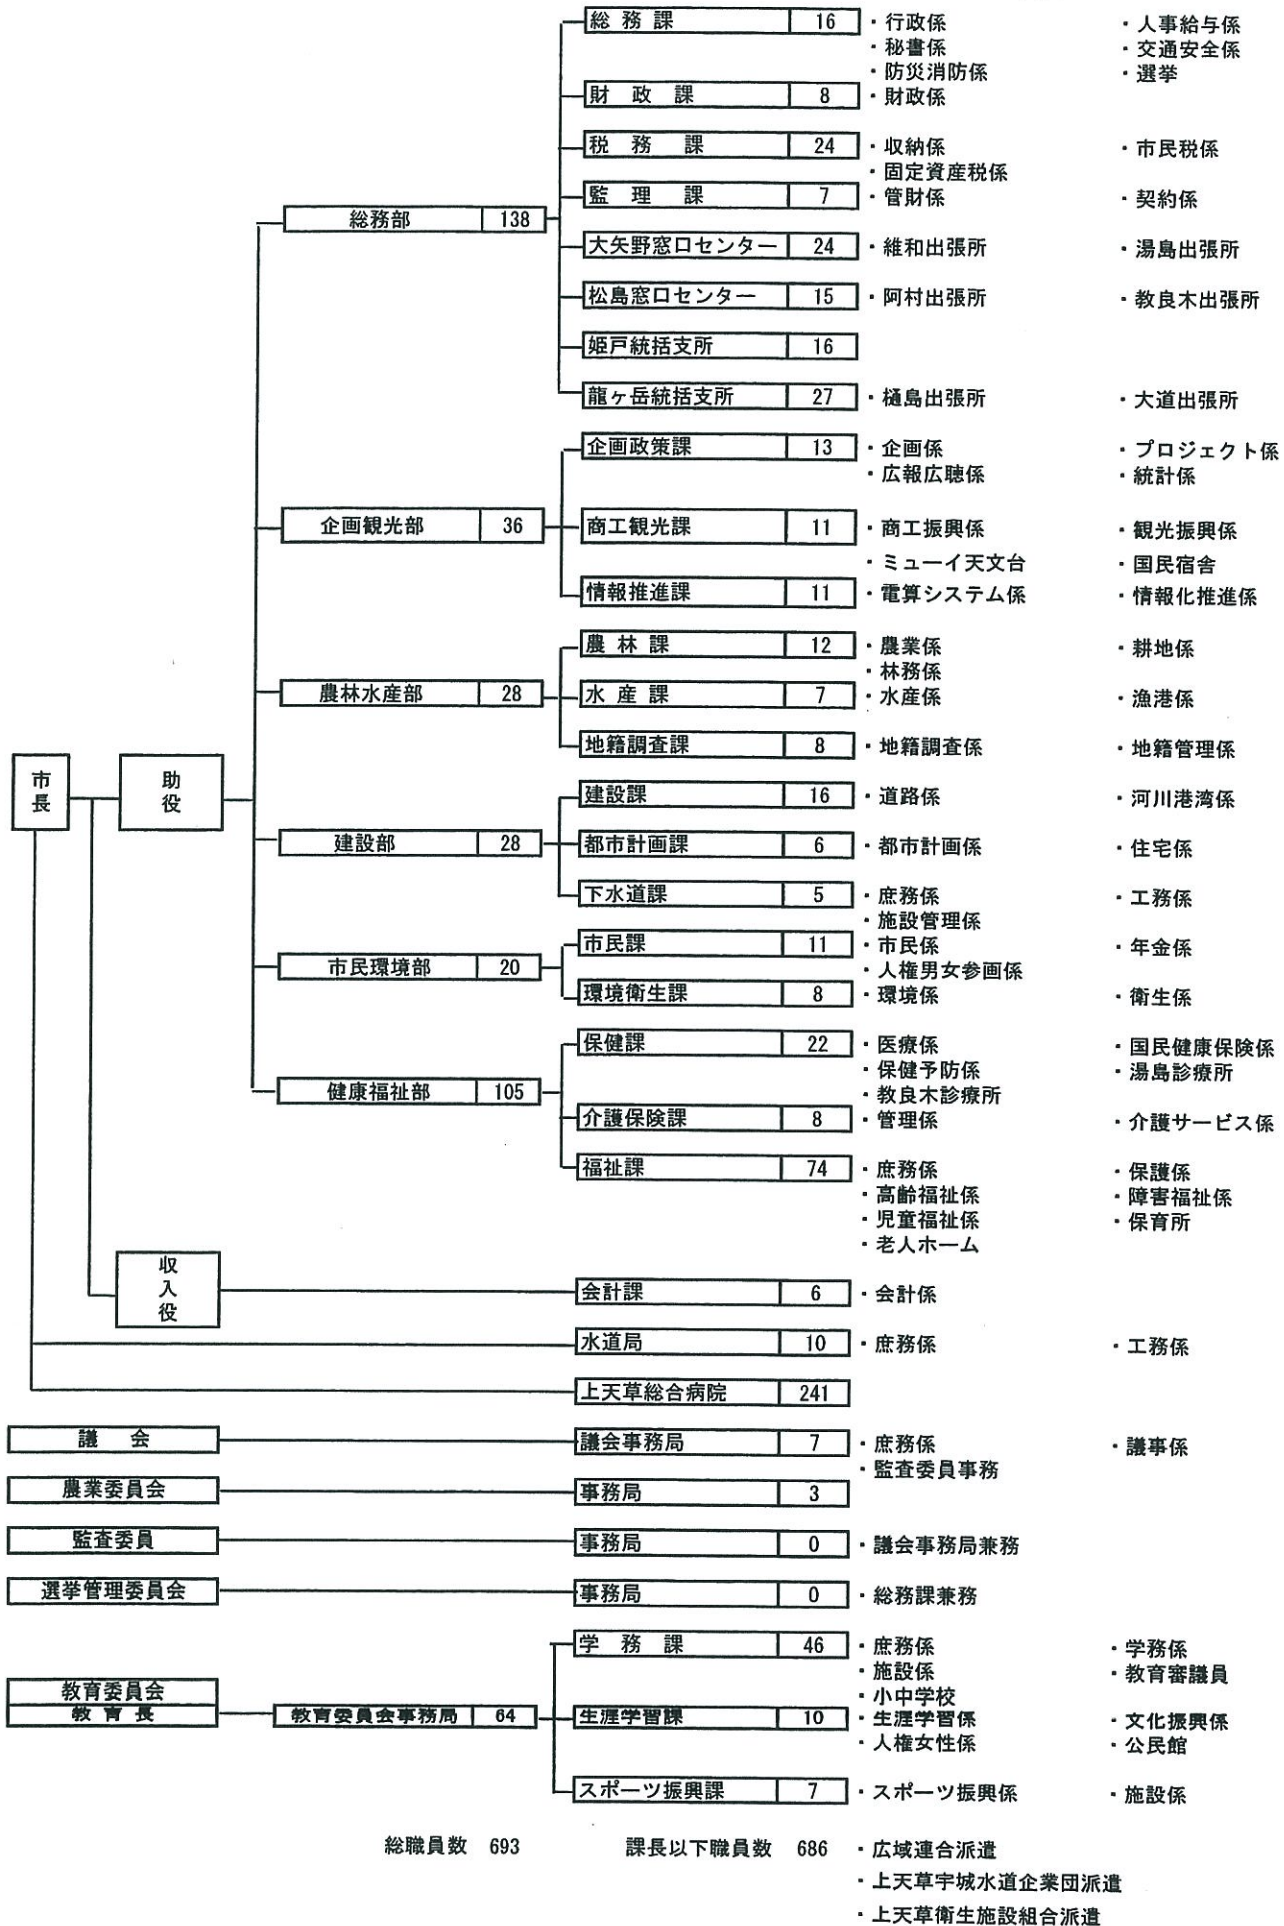 総務課 16 ・行政係 ・人事給与係
・秘書係 ・交通安全係
・防災消防係 ・選挙
財政課 8 ・財政係
税務課 24 ・収納係 ・市民税係
・固定資産税係
監理課 7 ・管財係 ・契約係
総務部 138
大矢野窓口センター 24 ・維和出張所 ・湯島出張所
松島窓口センター 15 ・阿村出張所 ・教良木出張所
姫戸統括支所 16
龍ヶ岳統括支所 27 ・樋島出張所 ・大道出張所
企画政策課 13 ・企画係 ・プロジェクト係
・広報広聴係 ・統計係
企画観光部 36 商工観光課 11 ・商工振興係 ・観光振興係
・ミューイ天文台 ・国民宿舎
情報推進課 11 ・電算システム係 ・情報化推進係
農林課 12 ・農業係 ・耕地係
・林務係
農林水産部 28 水産課 7 ・水産係 ・漁港係
地籍調査課 8 ・地籍調査係 ・地籍管理係
市長 助役
建設課 16 ・道路係 ・河川港湾係
建設部 28 都市計画課 6 ・都市計画係 ・住宅係
下水道課 5 ・庶務係 ・工務係
・施設管理係
市民課 11 ・市民係 ・年金係
市民環境部 20 ・人権男女参画係
環境衛生課 8 ・環境係 ・衛生係
保健課 22 ・医療係 ・国民健康保険係
・保健予防係 ・湯島診療所
健康福祉部 105 ・教良木診療所
介護保険課 8 ・管理係 ・介護サービス係
福祉課 74 ・庶務係 ・保護係
・高齢福祉係 ・障害福祉係
・児童福祉係 ・保育所
・老人ホーム
収入役 会計課 6 ・会計係
水道局 10 ・庶務係 ・工務係
上天草総合病院 241
議会 議会事務局 7 ・庶務係 ・議事係
・監査委員事務
農業委員会 事務局 3
監査委員 事務局 0 ・議会事務局兼務
選挙管理委員会 事務局 0 ・総務課兼務
学務課 46 ・庶務係 ・学務係
・施設係 ・教育審議員
教育委員会 ・小中学校
教育長 教育委員会事務局 64 生涯学習課 10 ・生涯学習係 ・文化振興係
・人権女性係 ・公民館
スポーツ振興課 7 ・スポーツ振興係 ・施設係
総職員数 693 課長以下職員数 686 ・広域連合派遣
・上天草宇城水道企業団派遣
・上天草衛生施設組合派遣